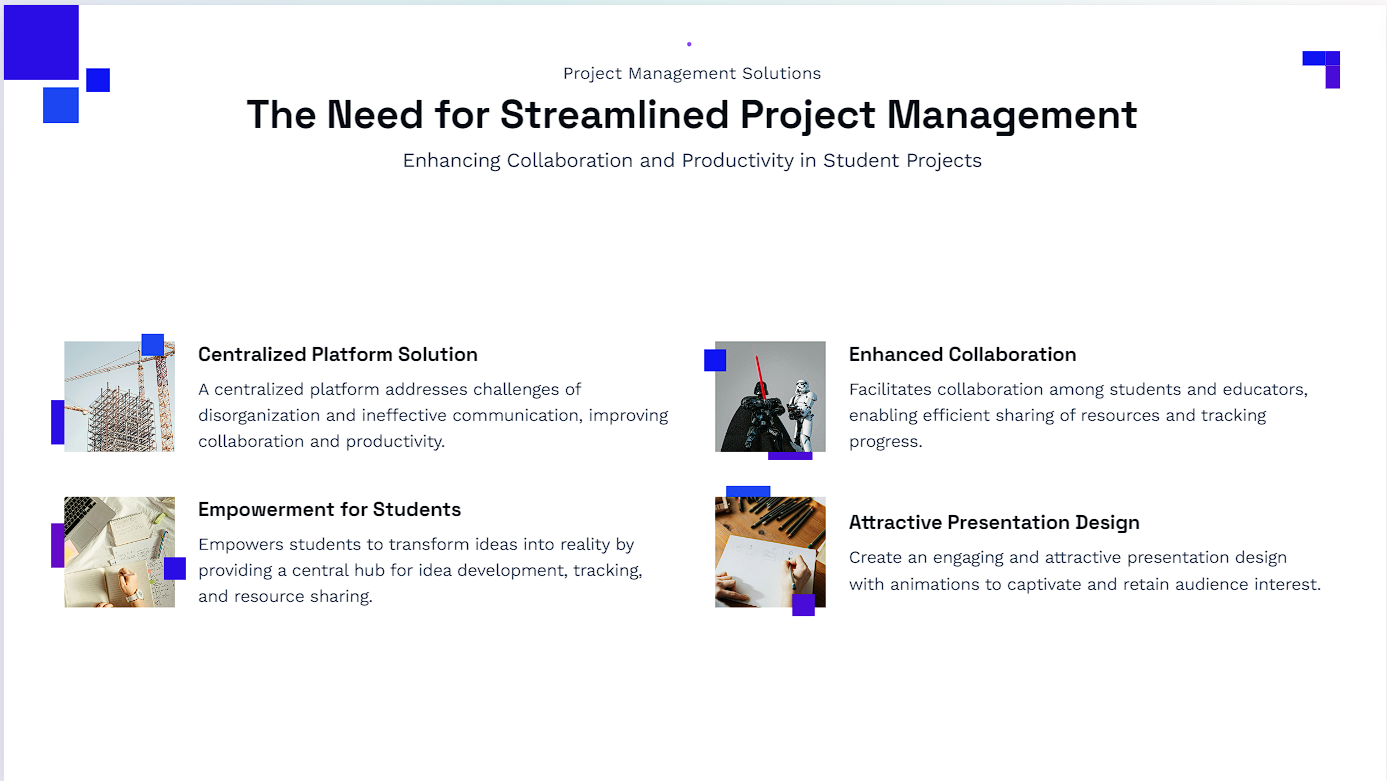 Project Management Solutions
The Need for Streamlined Project Management
Enhancing Collaboration and Productivity in Student Projects
Centralized Platform Solution
A centralized platform addresses challenges of
disorganization and ineffective communication, improving
collaboration and productivity.
Enhanced Collaboration
Facilitates collaboration among students and educators,
enabling efficient sharing of resources and tracking
progress.
Empowerment for Students
Empowers students to transform ideas into reality by
providing a central hub for idea development, tracking,
and resource sharing.
Attractive Presentation Design
Create an engaging and attractive presentation design
with animations to captivate and retain audience interest.